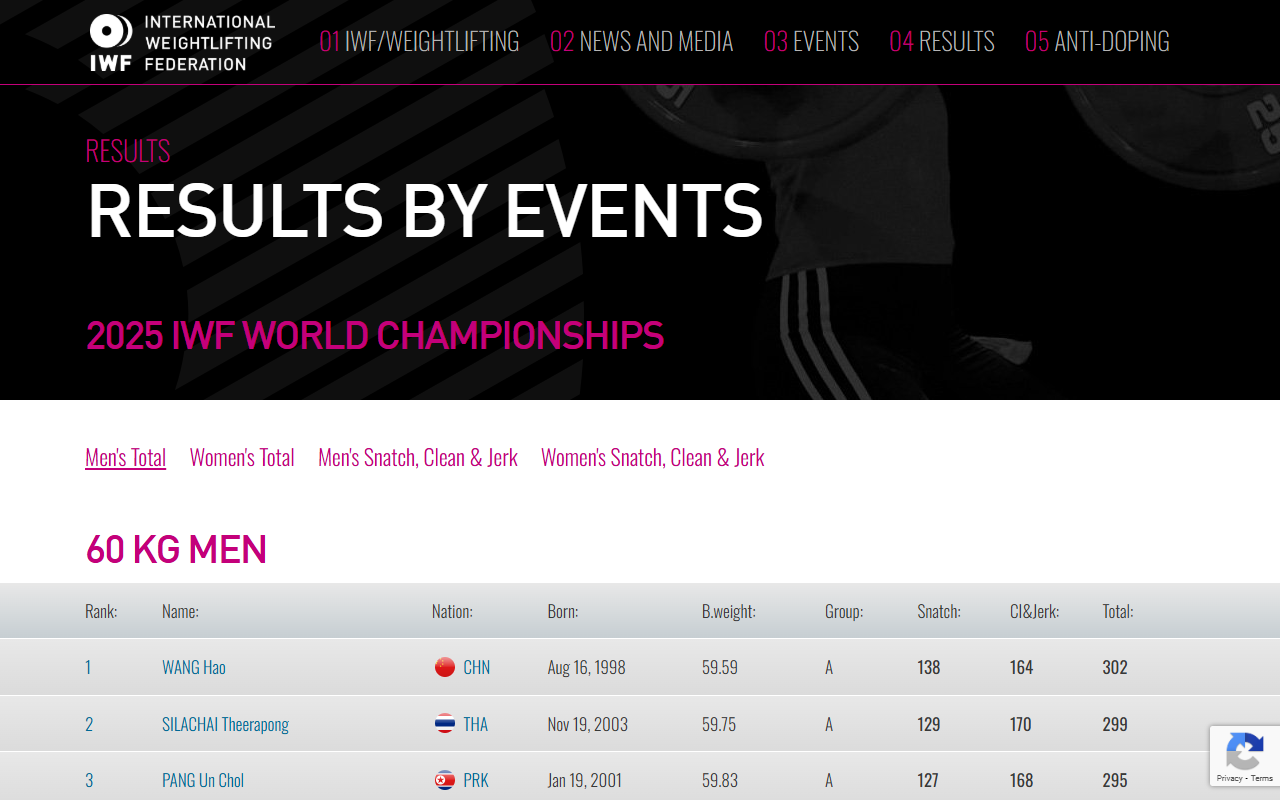 INTERNATIONAL
WEIGHTLIFTING
FEDERATION
IWF
01 IWF/WEIGHTLIFTING 02 NEWS AND MEDIA 03 EVENTS 04 RESULTS 05 ANTI-DOPING
RESULTS
RESULTS BY EVENTS
2025 IWF WORLD CHAMPIONSHIPS
Men's Total Women's Total Men's Snatch, Clean & Jerk Women's Snatch, Clean & Jerk
60 KG MEN
Rank: Name: Nation: Born: B.weight: Group: Snatch: CI&Jerk: Total:
1 WANG Hao CHN Aug 16, 1998 59.59 A 138 164 302
2 SILACHAI Theerapong THA Nov 19, 2003 59.75 A 129 170 299
3 PANG Un Chol PRK Jan 19, 2001 59.83 A 127 168 295
Privacy - Terms